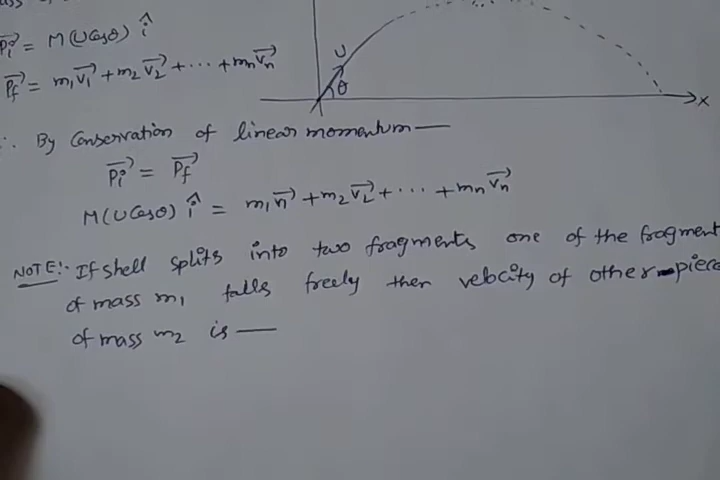 Pi = M(UCosθ) î
Pf = m1v1 + m2v2 + ··· + mnvn
U
θ
x
∴ By Conservation of linear momentum —
Pi = Pf
M(UCosθ) î = m1v1 + m2v2 + ··· + mnvn
NOTE:- If shell splits into two fragments one of the fragment
of mass m1 falls freely then velocity of other piece
of mass m2 is —